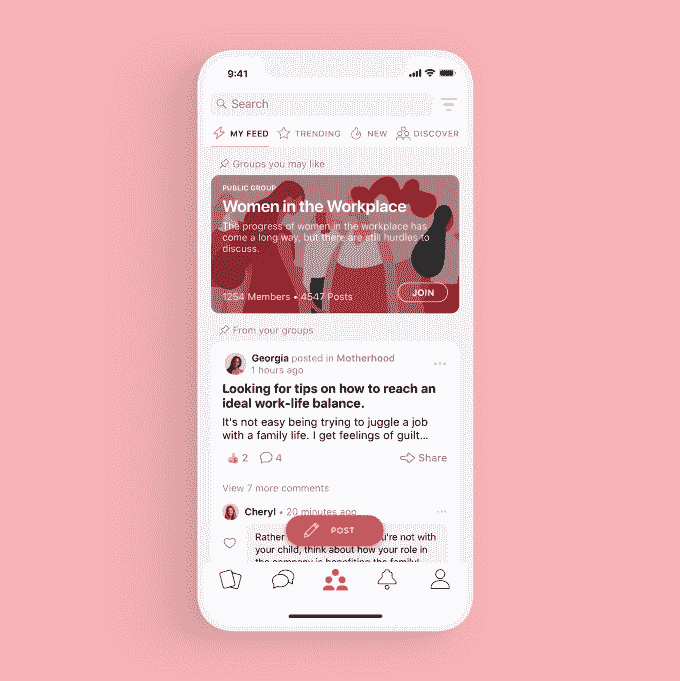 9:41
Search
MY FEED TRENDING NEW DISCOVER
Groups you may like
PUBLIC GROUP
Women in the Workplace
The progress of women in the workplace has
come a long way, but there are still hurdles to
discuss.
1254 Members • 4547 Posts
JOIN
From your groups
Georgia posted in Motherhood
1 hours ago
Looking for tips on how to reach an
ideal work-life balance.
It's not easy being trying to juggle a job
with a family life. I get feelings of guilt...
2 4 Share
View 7 more comments
Cheryl • 20 minutes ago
POST
Rather you're not with
your child, think about how your role in
the company is benefiting the family!